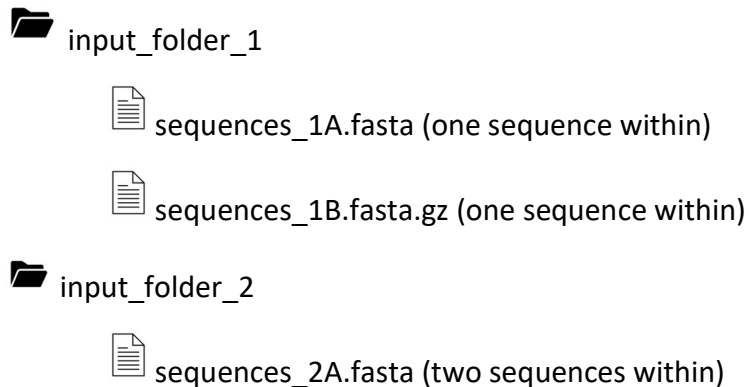 input_folder_1
sequences_1A.fasta (one sequence within)
sequences_1B.fasta.gz (one sequence within)
input_folder_2
sequences_2A.fasta (two sequences within)